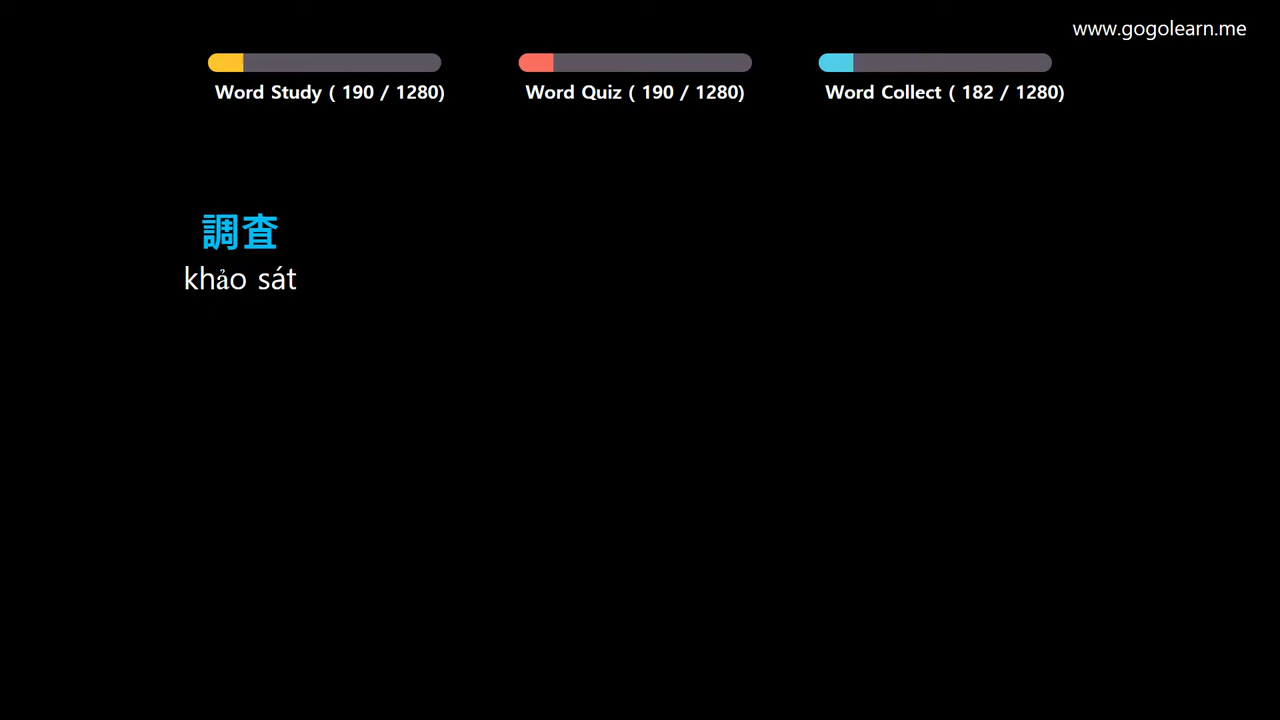 www.gogolearn.me
Word Study ( 190 / 1280)
Word Quiz ( 190 / 1280)
Word Collect ( 182 / 1280)
調査
khảo sát